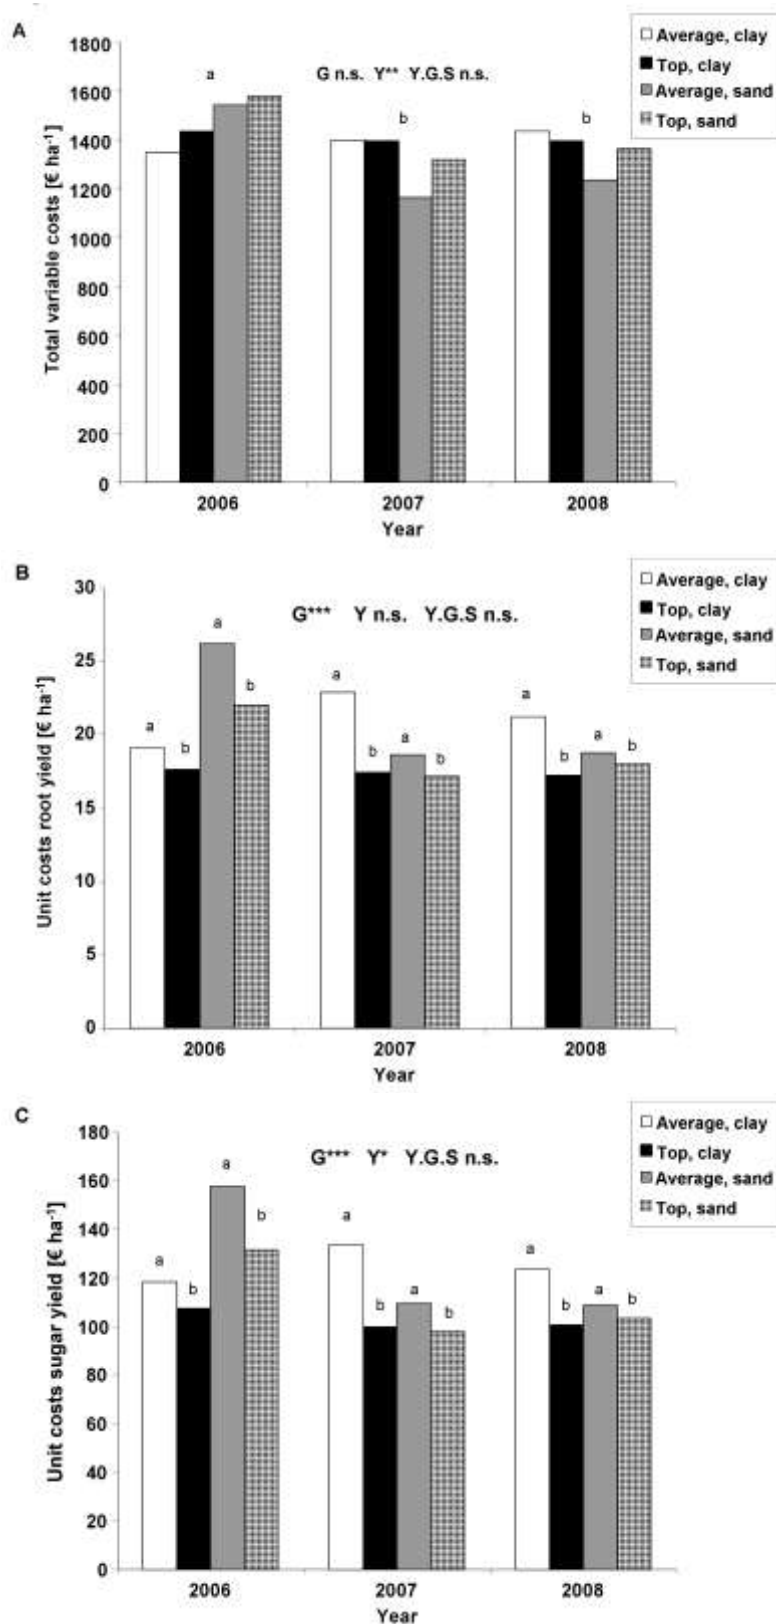 A
Average, clay
Top, clay
Average, sand
Top, sand
G n.s. Y** Y.G.S n.s.
1800
1600
1400
1200
1000
800
600
400
200
0
Total variable costs [€ ha⁻¹]
a
b
b
2006
2007
2008
Year
B
Average, clay
Top, clay
Average, sand
Top, sand
G*** Y n.s. Y.G.S n.s.
30
25
20
15
10
5
0
Unit costs root yield [€ ha⁻¹]
a
b
a
b
a
b
a
b
a
b
a
b
2006
2007
2008
Year
C
Average, clay
Top, clay
Average, sand
Top, sand
G*** Y* Y.G.S n.s.
180
160
140
120
100
80
60
40
20
0
Unit costs sugar yield [€ ha⁻¹]
a
b
a
b
a
b
a
b
a
b
a
b
2006
2007
2008
Year